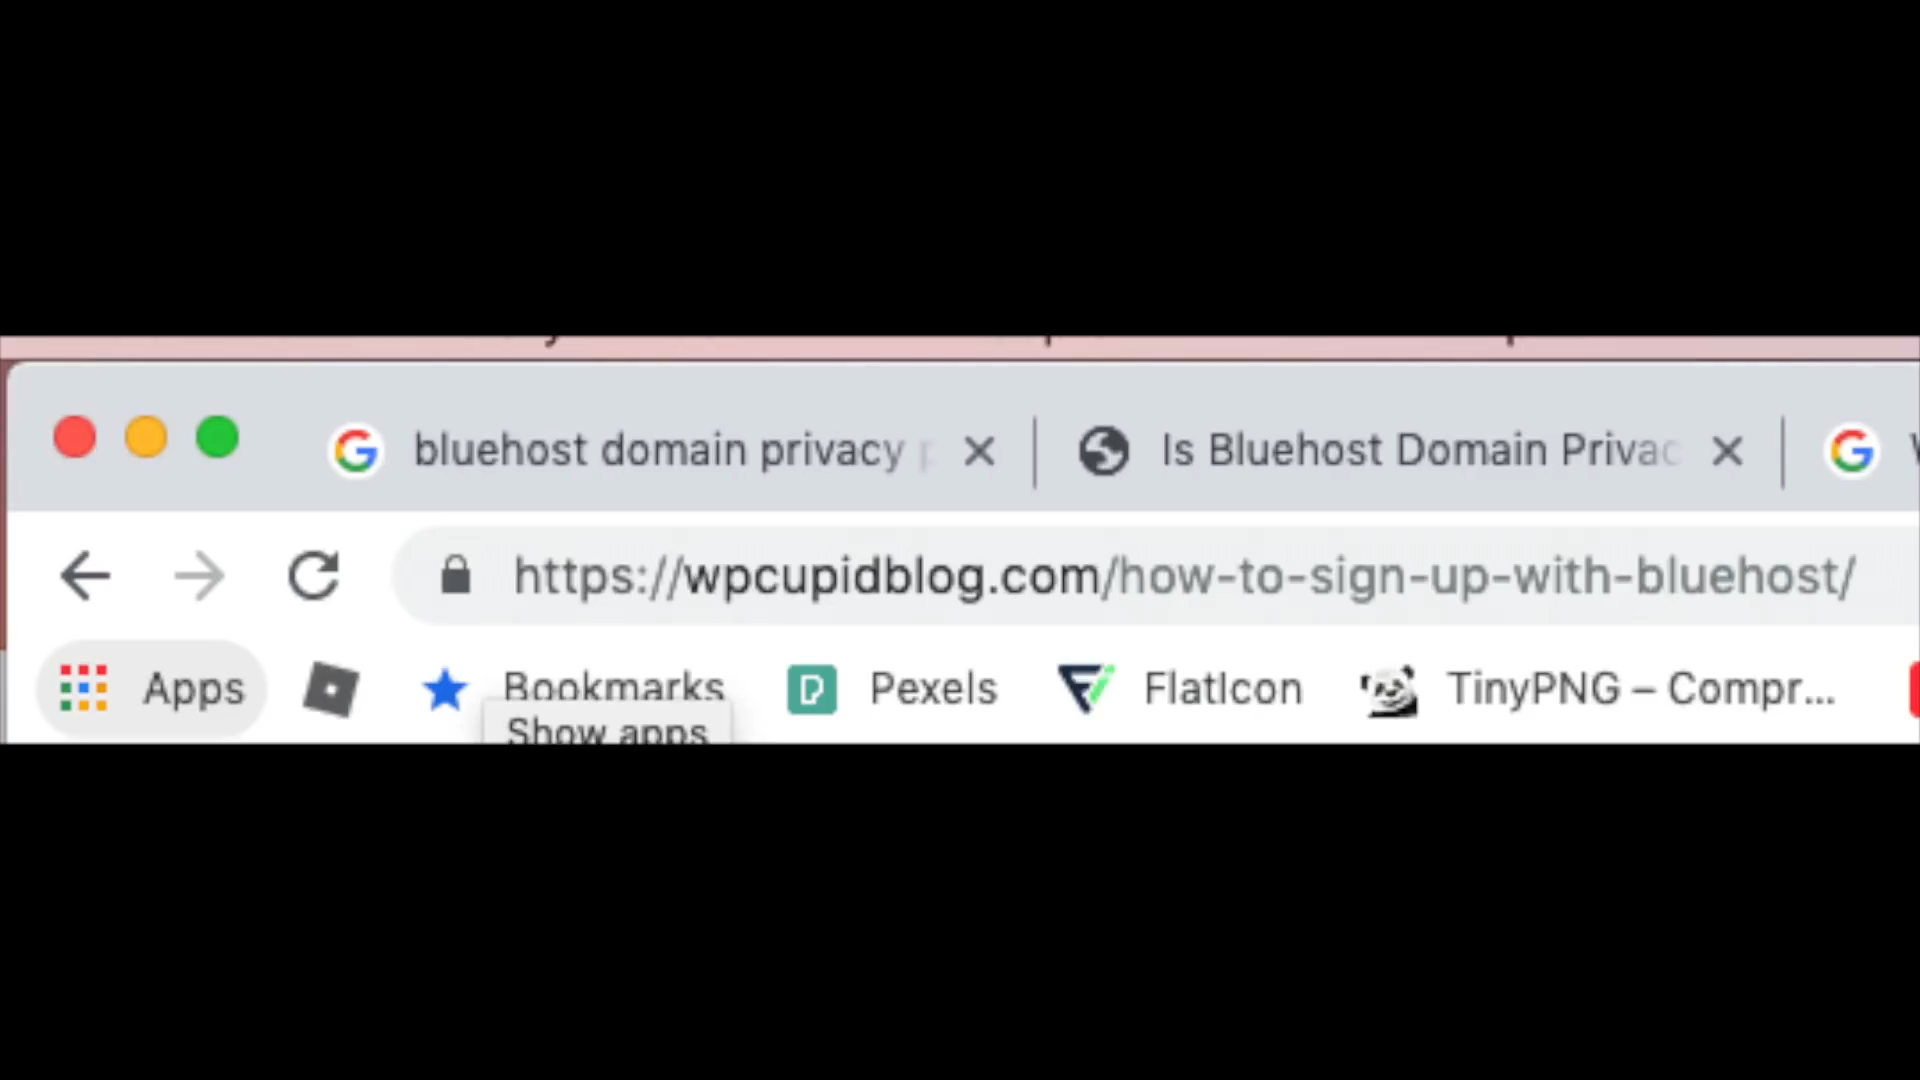 bluehost domain privacy Is Bluehost Domain Privac
https://wpcupidblog.com/how-to-sign-up-with-bluehost/
Apps Bookmarks Pexels FlatIcon TinyPNG – Compr...
Show apps